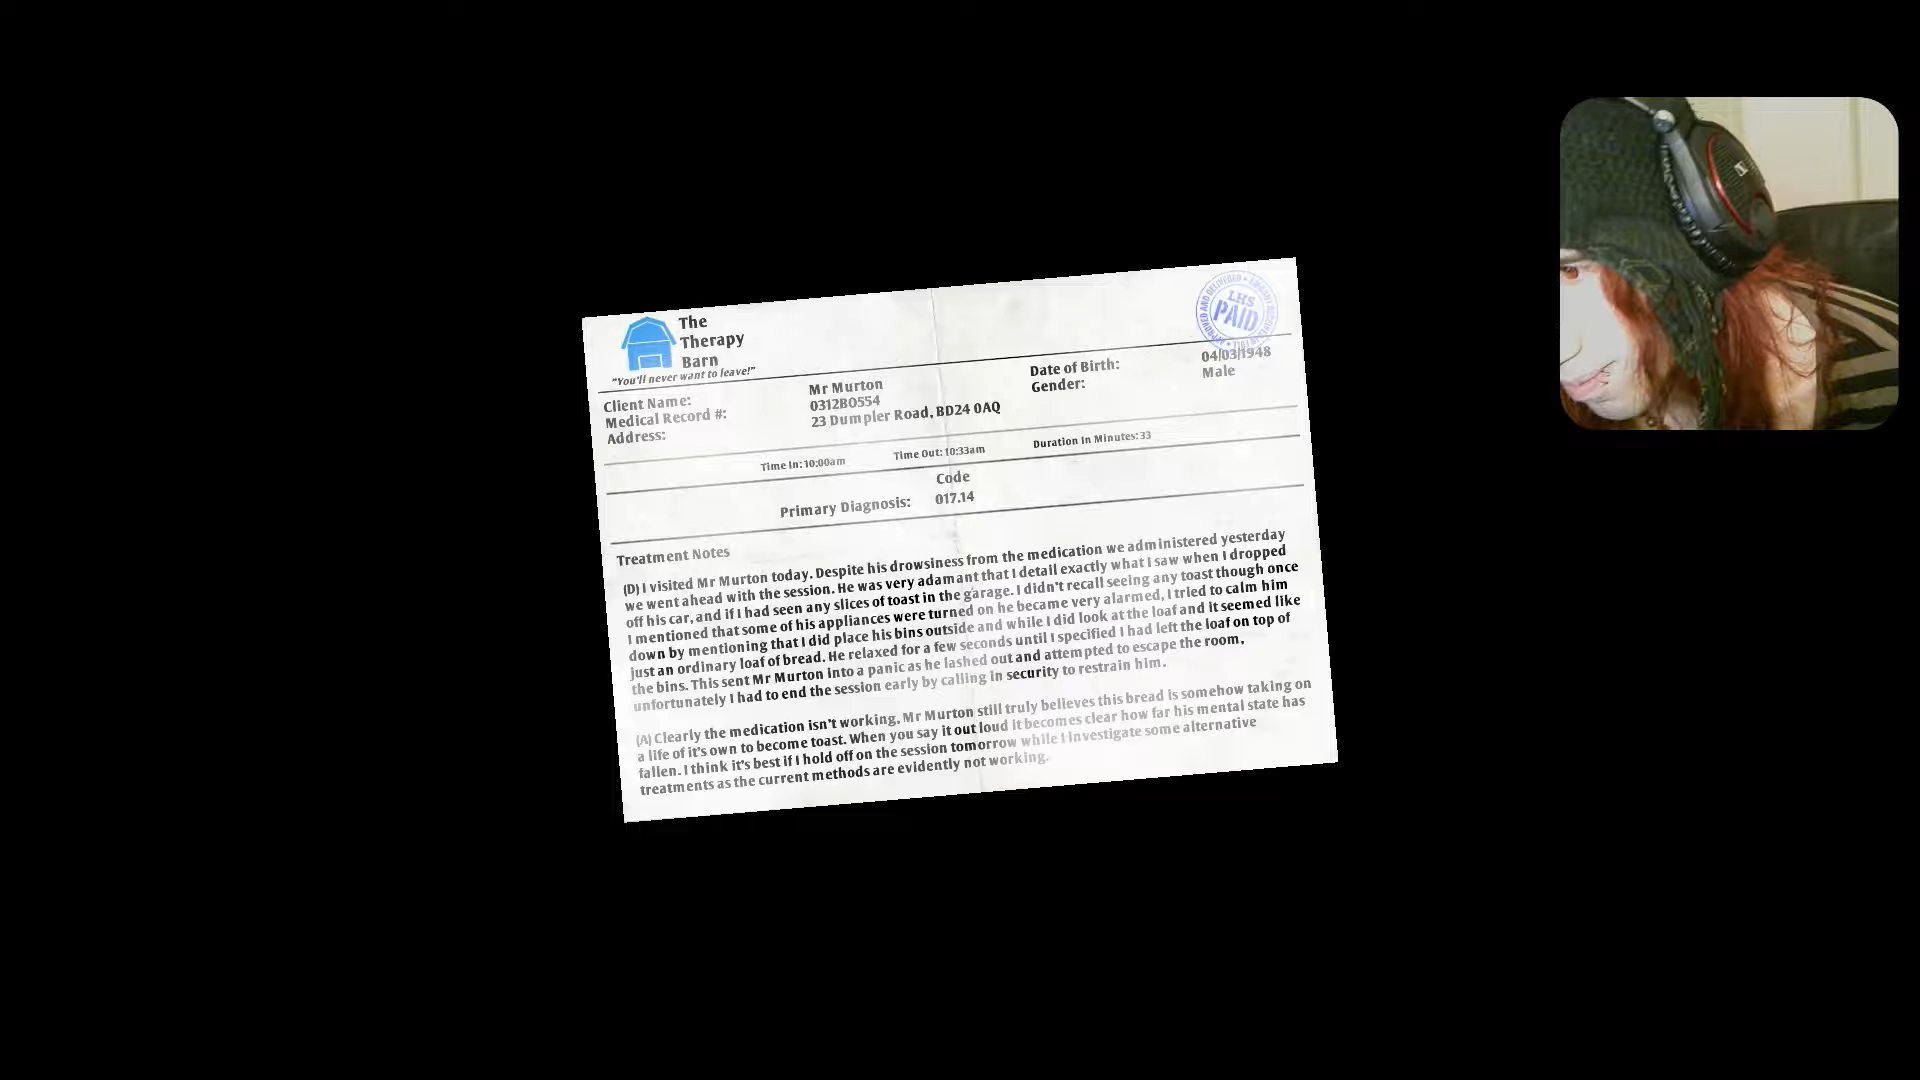 The
Therapy
Barn
"You'll never want to leave!"
LHS
PAID
Client Name: Mr Murton Date of Birth: 04/03/1948
Medical Record #: 0312B0554 Gender: Male
Address: 23 Dumpler Road, BD24 0AQ
Time In: 10:00am Time Out: 10:33am Duration In Minutes: 33
Code
Primary Diagnosis: 017.14
Treatment Notes
(D) I visited Mr Murton today. Despite his drowsiness from the medication we administered yesterday
we went ahead with the session. He was very adamant that I detail exactly what I saw when I dropped
off his car, and if I had seen any slices of toast in the garage. I didn't recall seeing any toast though once
I mentioned that some of his appliances were turned on he became very alarmed, I tried to calm him
down by mentioning that I did place his bins outside and while I did look at the loaf and it seemed like
just an ordinary loaf of bread. He relaxed for a few seconds until I specified I had left the loaf on top of
the bins. This sent Mr Murton into a panic as he lashed out and attempted to escape the room,
unfortunately I had to end the session early by calling in security to restrain him.
(A) Clearly the medication isn't working. Mr Murton still truly believes this bread is somehow taking on
a life of it's own to become toast. When you say it out loud it becomes clear how far his mental state has
fallen. I think it's best if I hold off on the session tomorrow while I investigate some alternative
treatments as the current methods are evidently not working.